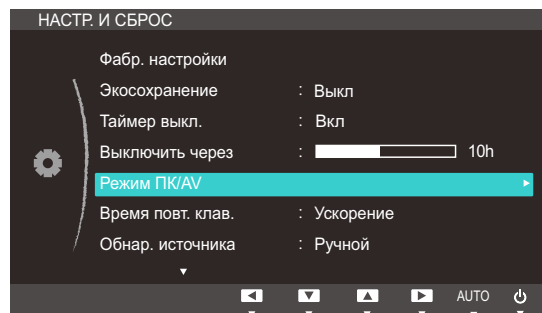 НАСТР. И СБРОС
Фабр. настройки
Экосохранение : Выкл
Таймер выкл. : Вкл
Выключить через : 10h
Режим ПК/AV
Время повт. клав. : Ускорение
Обнар. источника : Ручной
AUTO